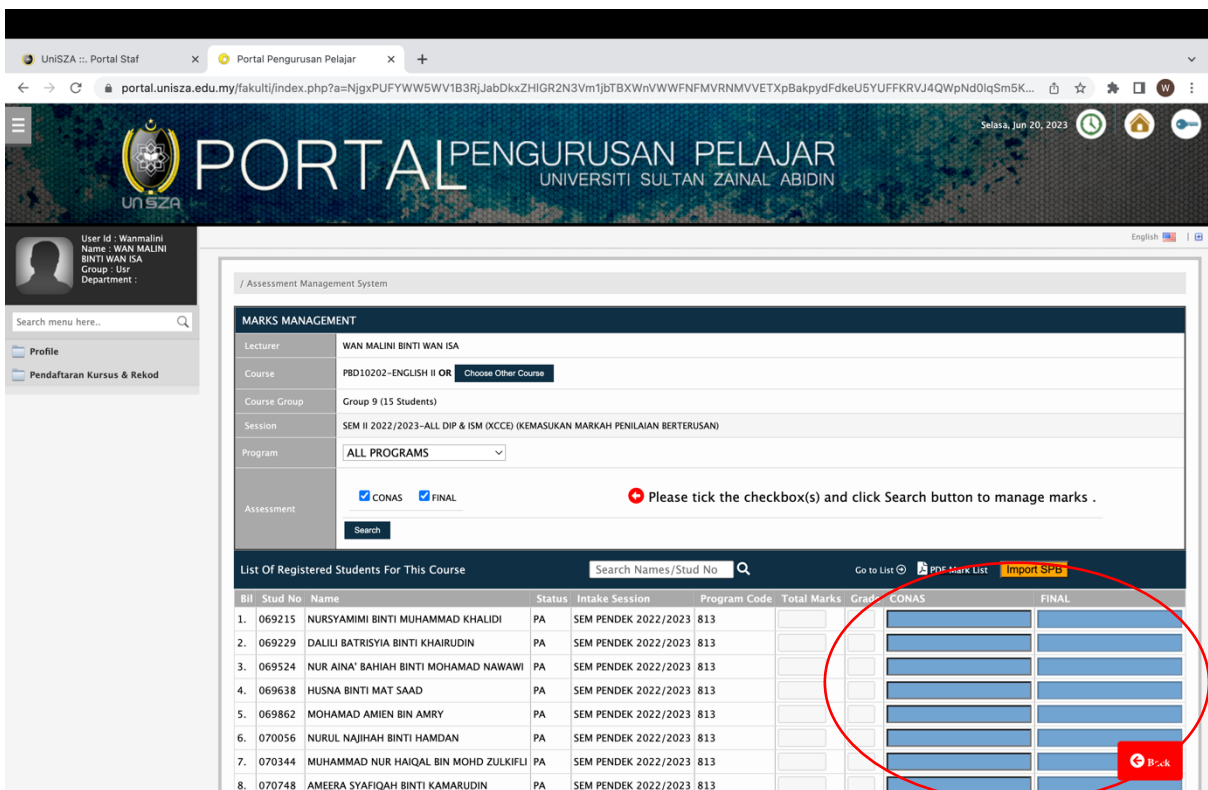 UniSZA ::. Portal Staf
Portal Pengurusan Pelajar
portal.unisza.edu.my/fakulti/index.php?a=NjgxPUFYWW5WV1B3RjJabDkxZHlGR2N3Vm1jbTBXWnVWWFNFMVRNMVVETXpBakpydFdkeU5YUFFKRVJ4QWpNd0lqSm5K...
W
Selasa, Jun 20, 2023
UniSZA
PORTAL PENGURUSAN PELAJAR
UNIVERSITI SULTAN ZAINAL ABIDIN
User Id : Wanmalini
Name : WAN MALINI
BINTI WAN ISA
Group : Usr
Department :
English
Search menu here..
Profile
Pendaftaran Kursus & Rekod
/ Assessment Management System
MARKS MANAGEMENT
Lecturer WAN MALINI BINTI WAN ISA
Course PBD10202-ENGLISH II OR Choose Other Course
Course Group Group 9 (15 Students)
Session SEM II 2022/2023-ALL DIP & ISM (XCCE) (KEMASUKAN MARKAH PENILAIAN BERTERUSAN)
Program ALL PROGRAMS
Assessment CONAS FINAL Please tick the checkbox(s) and click Search button to manage marks .
Search
List Of Registered Students For This Course Search Names/Stud No Go to List PDF Mark List Import SPB
Bil Stud No Name Status Intake Session Program Code Total Marks Grade CONAS FINAL
1. 069215 NURSYAMIMI BINTI MUHAMMAD KHALIDI PA SEM PENDEK 2022/2023 813
2. 069229 DALILI BATRISYIA BINTI KHAIRUDIN PA SEM PENDEK 2022/2023 813
3. 069524 NUR AINA' BAHIAH BINTI MOHAMAD NAWAWI PA SEM PENDEK 2022/2023 813
4. 069638 HUSNA BINTI MAT SAAD PA SEM PENDEK 2022/2023 813
5. 069862 MOHAMAD AMIEN BIN AMRY PA SEM PENDEK 2022/2023 813
6. 070056 NURUL NAJIHAH BINTI HAMDAN PA SEM PENDEK 2022/2023 813
7. 070344 MUHAMMAD NUR HAIQAL BIN MOHD ZULKIFLI PA SEM PENDEK 2022/2023 813
Back
8. 070748 AMEERA SYAFIQAH BINTI KAMARUDIN PA SEM PENDEK 2022/2023 813